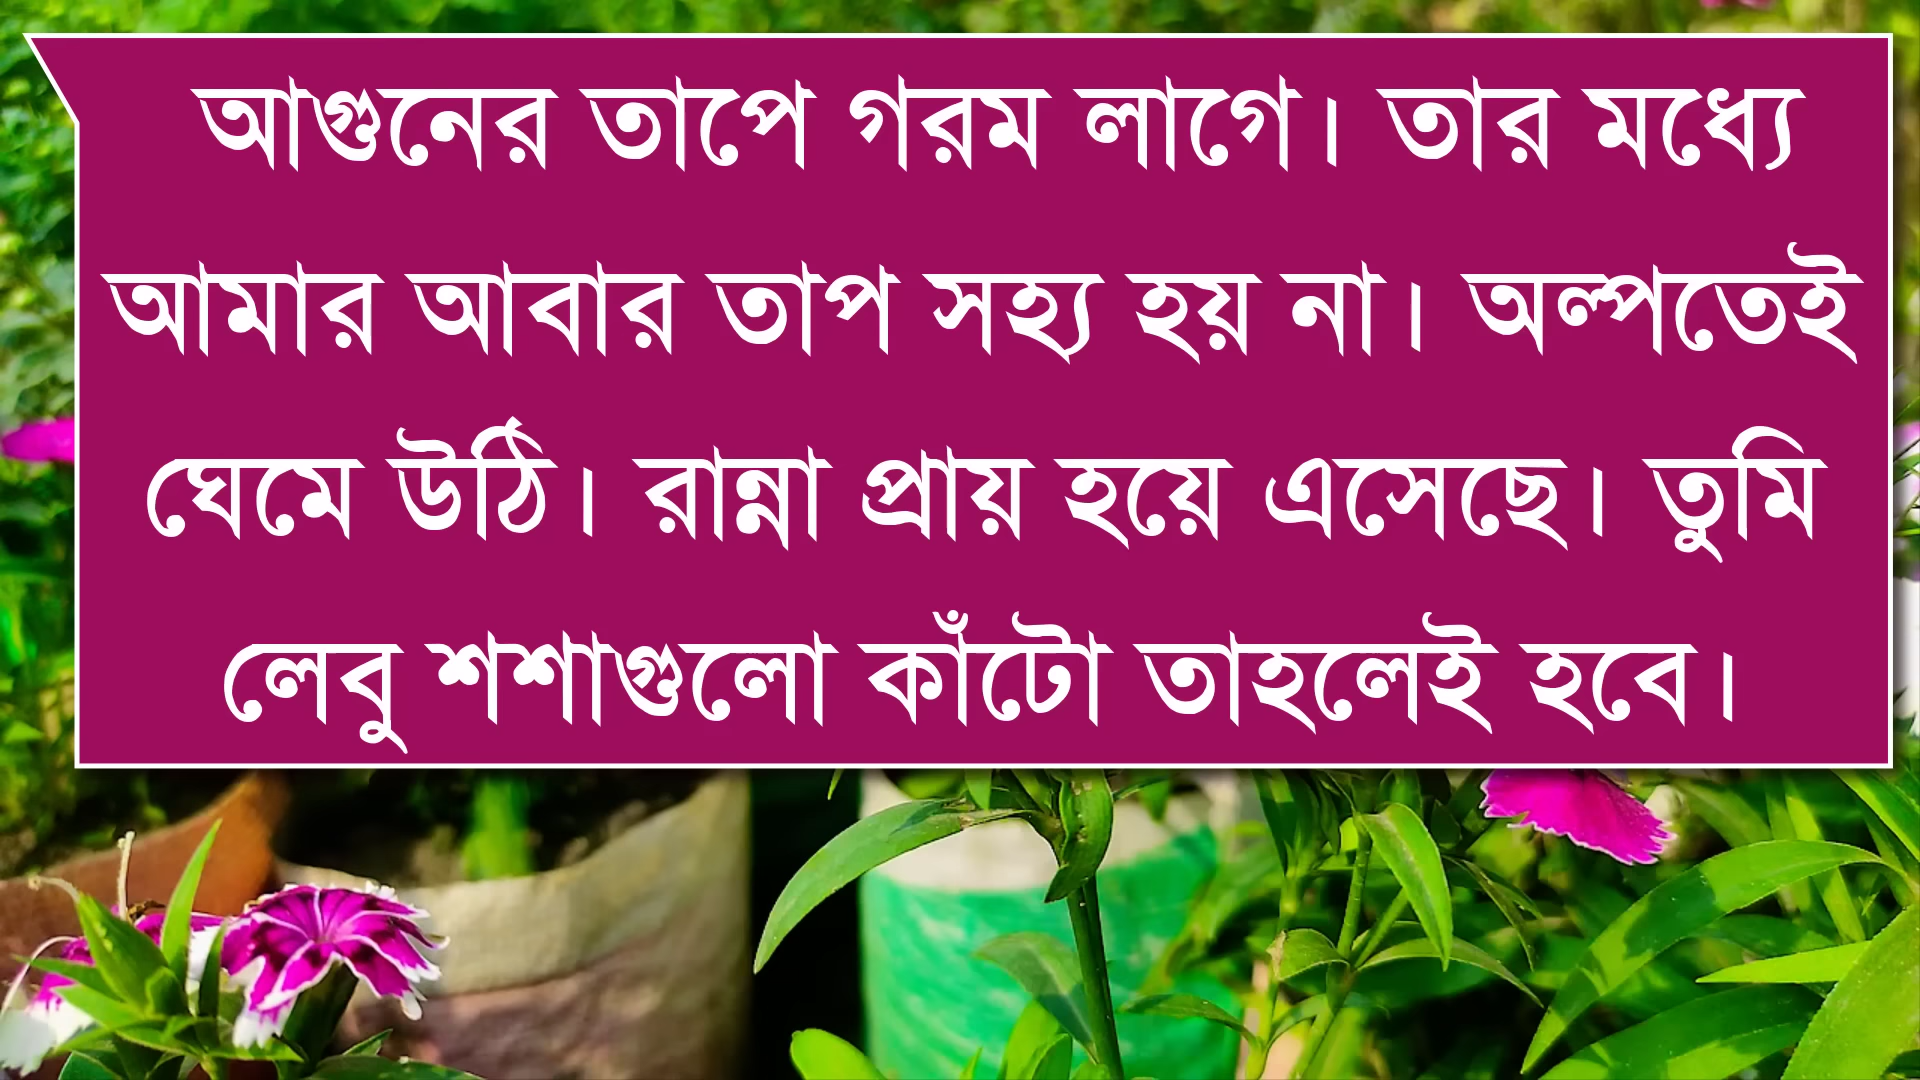 আগুনের তাপে গরম লাগে। তার মধ্যে
আমার আবার তাপ সহ্য হয় না। অল্পতেই
ঘেমে উঠি। রান্না প্রায় হয়ে এসেছে। তুমি
লেবু শশাগুলো কাঁটো তাহলেই হবে।